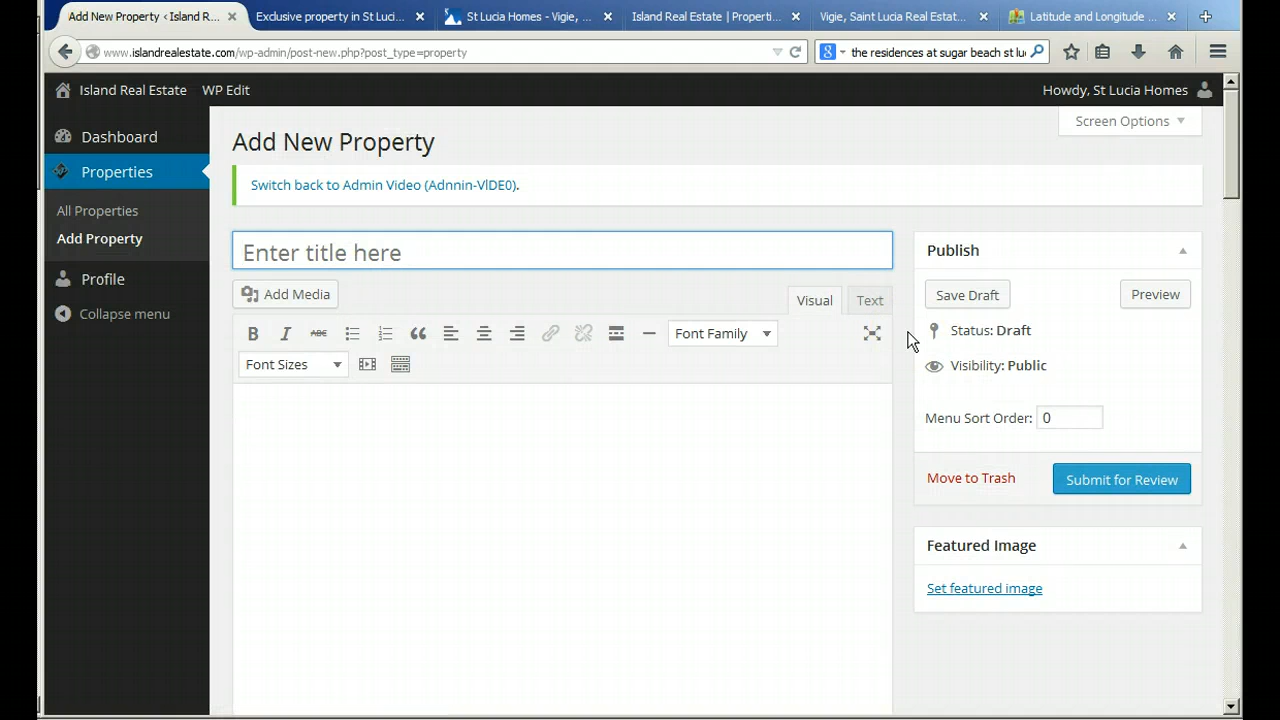 Add New Property ‹ Island R...
Exclusive property in St Luci...
St Lucia Homes - Vigie, ...
Island Real Estate | Properti...
Vigie, Saint Lucia Real Estat...
Latitude and Longitude ...
www.islandrealestate.com/wp-admin/post-new.php?post_type=property
the residences at sugar beach st luc
Island Real Estate
WP Edit
Howdy, St Lucia Homes
Screen Options
Dashboard
Properties
All Properties
Add Property
Profile
Collapse menu
Add New Property
Switch back to Admin Video (Adnnin-VlDE0).
Enter title here
Add Media
Visual
Text
B I ABC
Font Family
Font Sizes
Publish
Save Draft
Preview
Status: Draft
Visibility: Public
Menu Sort Order: 0
Move to Trash
Submit for Review
Featured Image
Set featured image